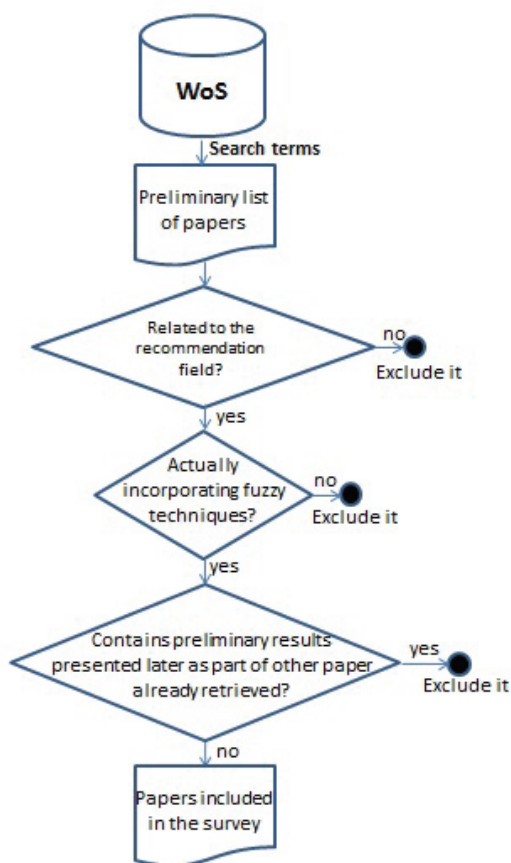 WoS
Search terms
Preliminary list
of papers
Related to the
recommendation
field?
no
Exclude it
yes
Actually
incorporating fuzzy
techniques?
no
Exclude it
yes
Contains preliminary results
presented later as part of other paper
already retrieved?
yes
Exclude it
no
Papers included
in the survey